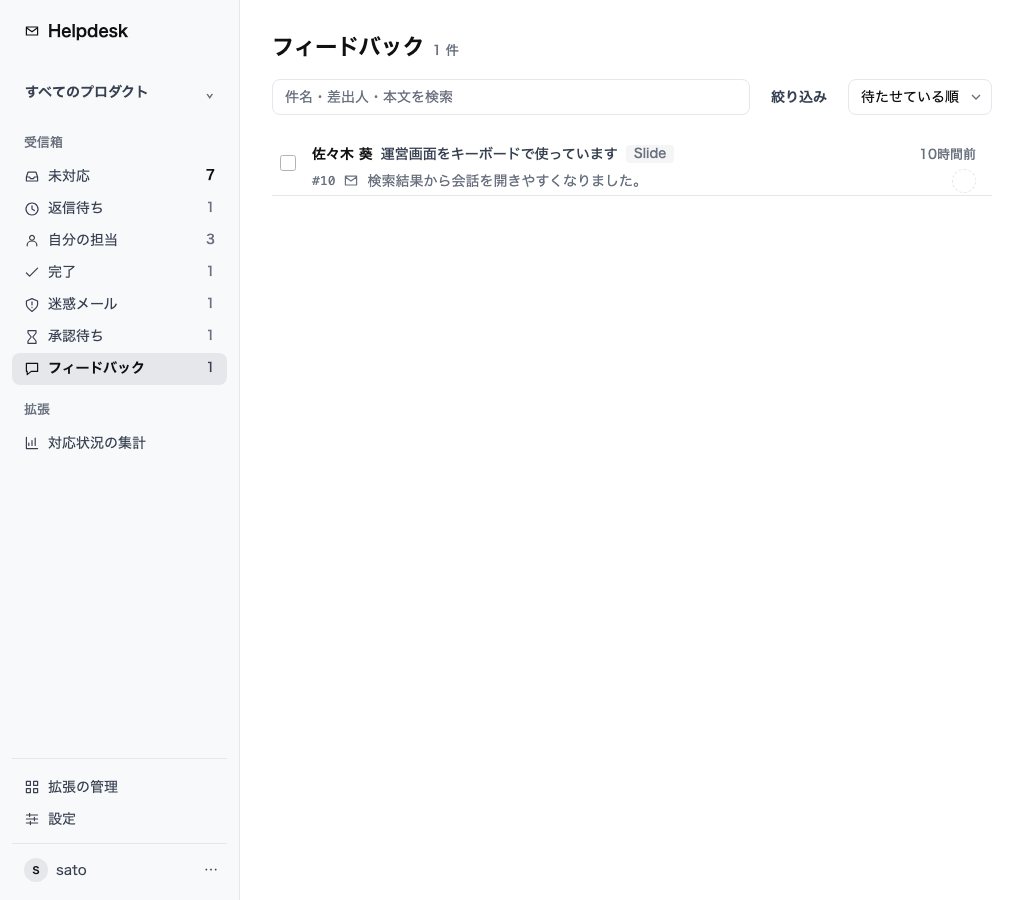 Helpdesk
すべてのプロダクト
受信箱
未対応 7
返信待ち 1
自分の担当 3
完了 1
迷惑メール 1
承認待ち 1
フィードバック 1
拡張
対応状況の集計
拡張の管理
設定
S sato ...
フィードバック 1 件
件名・差出人・本文を検索 絞り込み 待たせている順
佐々木 葵 運営画面をキーボードで使っています Slide 10時間前
#10 検索結果から会話を開きやすくなりました。